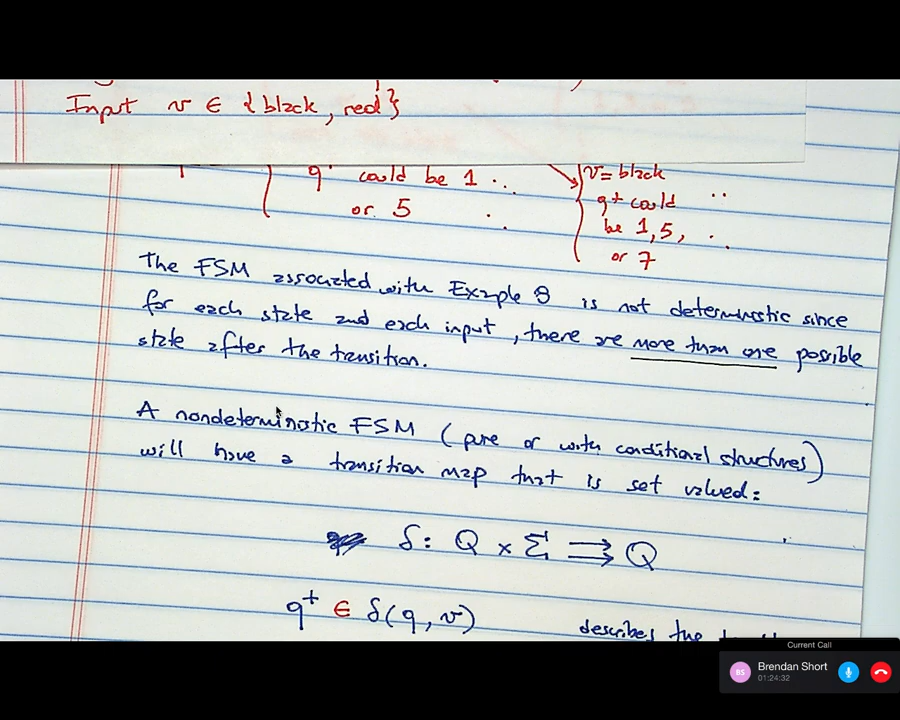 Input v ∈ {black, red}
q+ could be 1
or 5
v = black
q+ could
be 1, 5,
or 7
The FSM associated with Example 8 is not deterministic since
for each state and each input, there are more than one possible
state after the transition.
A nondeterministic FSM (pure or with conditional structures)
will have a transition map that is set valued:
δ: Q × Σ ⇉ Q
q+ ∈ δ(q, v)
describes the
Current Call
BS
Brendan Short
01:24:32